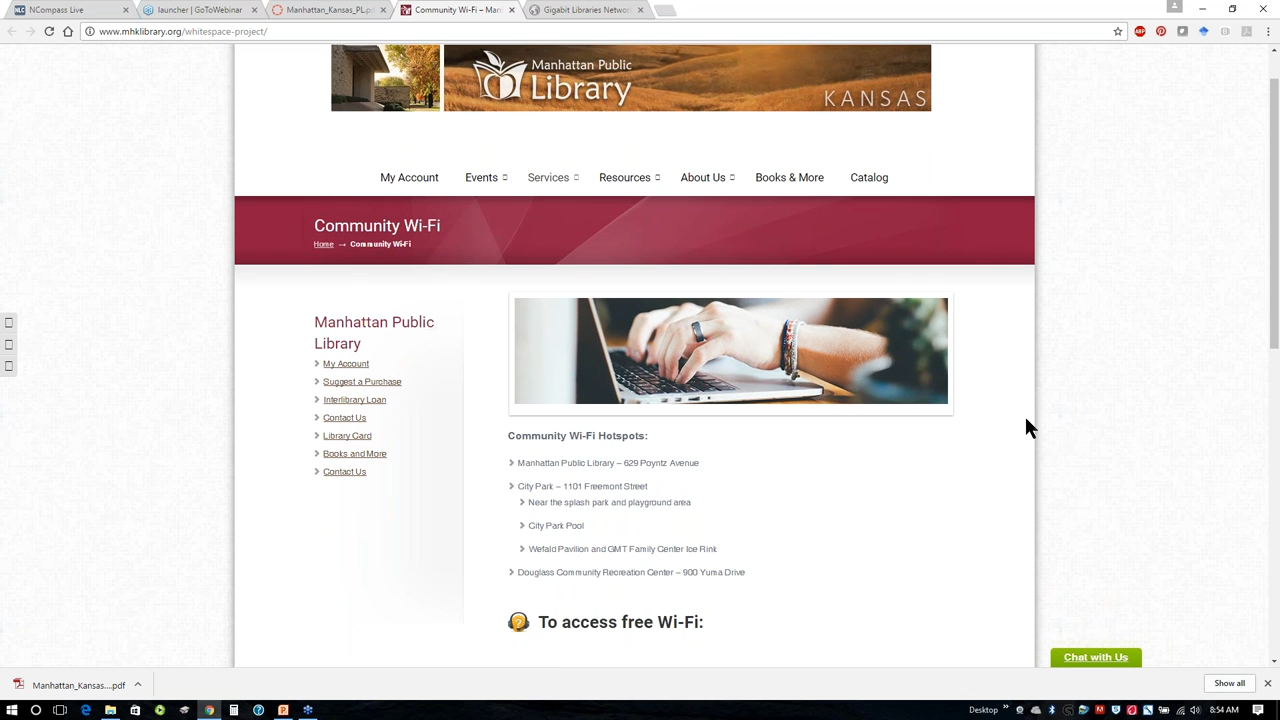 NCompass Live
launcher | GoToWebinar
Manhattan_Kansas_PL.pd
Community Wi-Fi – Man
Gigabit Libraries Netwo
www.mhklibrary.org/whitespace-project/
Manhattan Public
Library
KANSAS
My Account
Events
Services
Resources
About Us
Books & More
Catalog
Community Wi-Fi
Home → Community Wi-Fi
Manhattan Public
Library
My Account
Suggest a Purchase
Interlibrary Loan
Contact Us
Library Card
Books and More
Contact Us
Community Wi-Fi Hotspots:
Manhattan Public Library – 629 Poyntz Avenue
City Park – 1101 Freemont Street
Near the splash park and playground area
City Park Pool
Wefald Pavilion and GMT Family Center Ice Rink
Douglass Community Recreation Center – 900 Yuma Drive
To access free Wi-Fi:
Chat with Us
Manhattan_Kansas....pdf
Show all
Desktop
8:54 AM